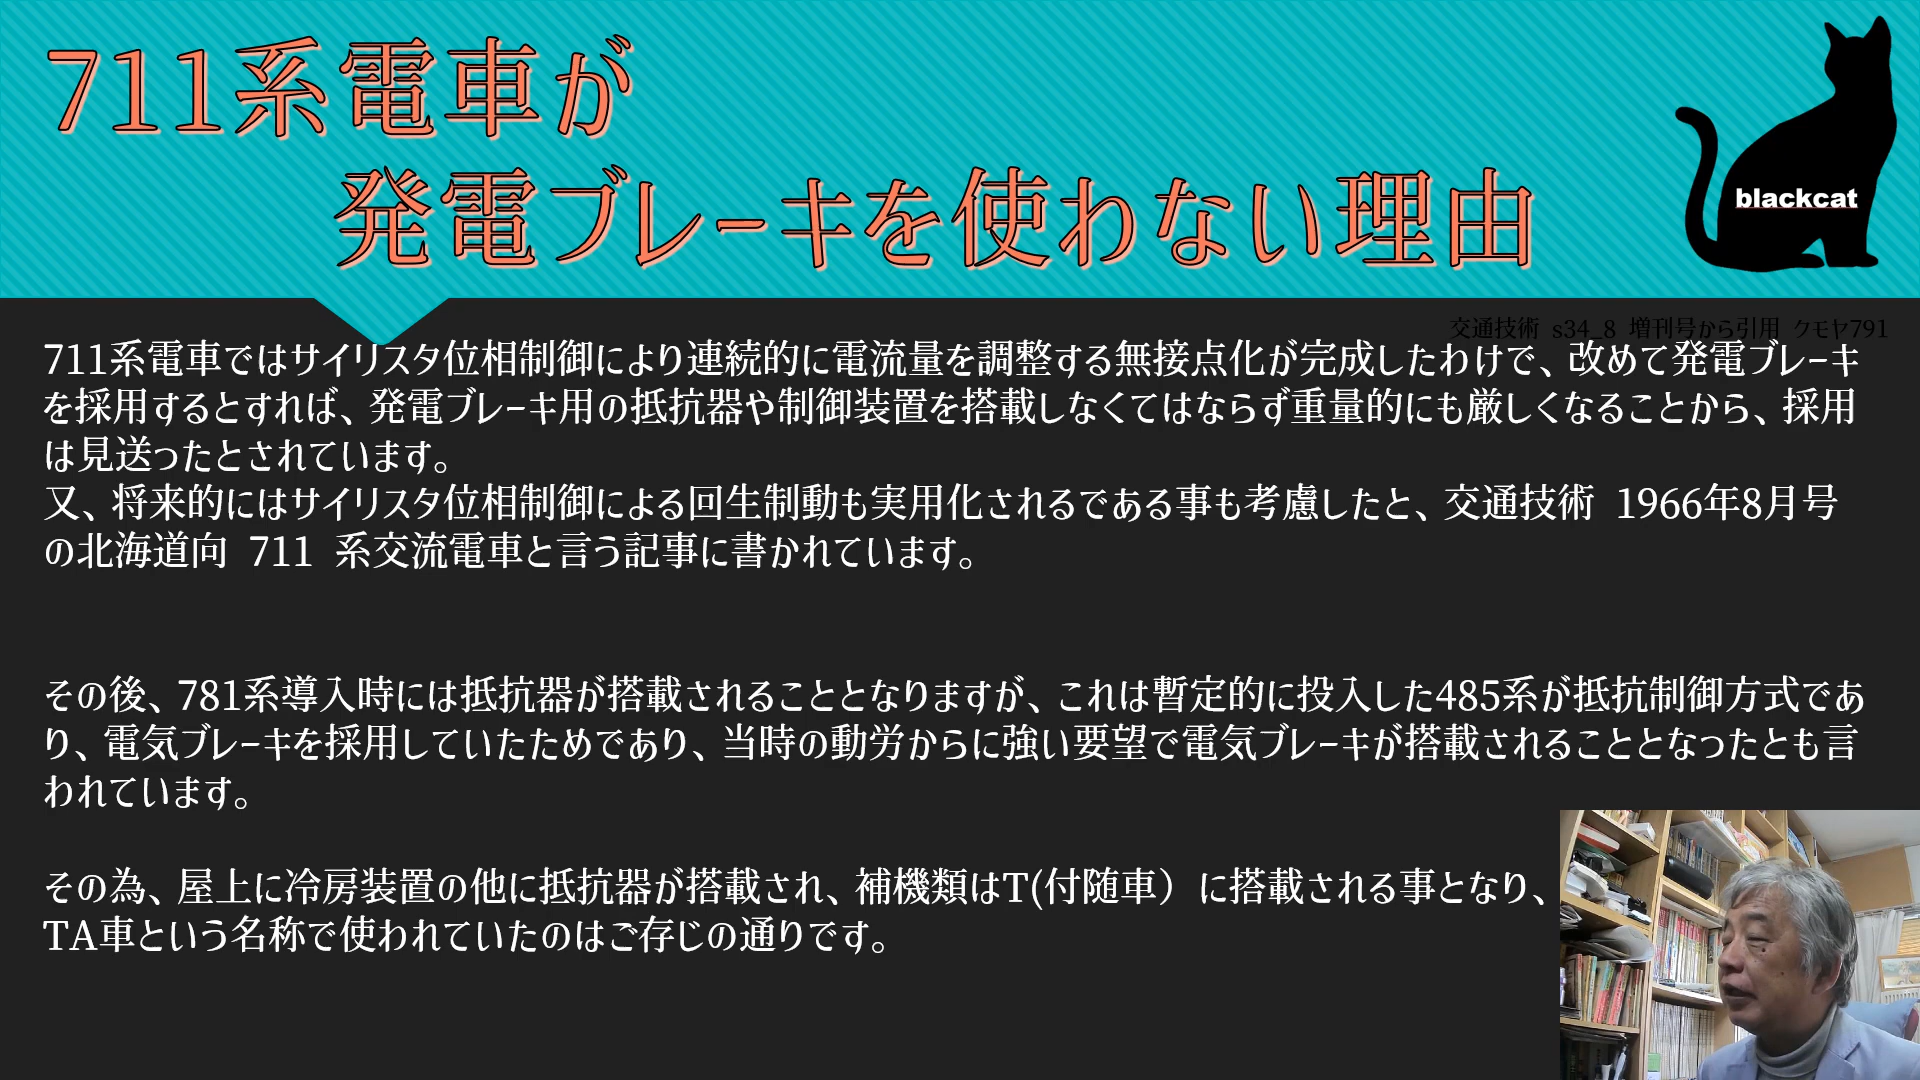 711系電車が
発電ブレーキを使わない理由
blackcat
交通技術 s34_8 増刊号から引用 クモヤ791
711系電車ではサイリスタ位相制御により連続的に電流量を調整する無接点化が完成したわけで、改めて発電ブレーキ
を採用するとすれば、発電ブレーキ用の抵抗器や制御装置を搭載しなくてはならず重量的にも厳しくなることから、採用
は見送ったとされています。
又、将来的にはサイリスタ位相制御による回生制動も実用化されるである事も考慮したと、交通技術 1966年8月号
の北海道向 711 系交流電車と言う記事に書かれています。
その後、781系導入時には抵抗器が搭載されることとなりますが、これは暫定的に投入した485系が抵抗制御方式であ
り、電気ブレーキを採用していたためであり、当時の動労からに強い要望で電気ブレーキが搭載されることとなったとも言
われています。
その為、屋上に冷房装置の他に抵抗器が搭載され、補機類はT(付随車）に搭載される事となり、
TA車という名称で使われていたのはご存じの通りです。